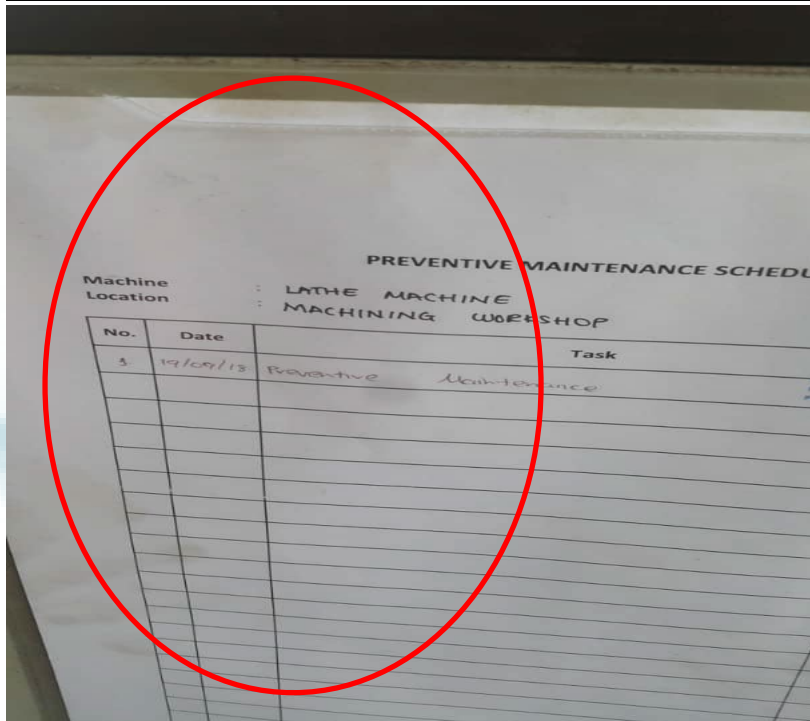 PREVENTIVE MAINTENANCE SCHEDU
Machine : LATHE MACHINE
Location : MACHINING WORKSHOP
No. Date Task
1 19/09/18 Preventive Maintenance